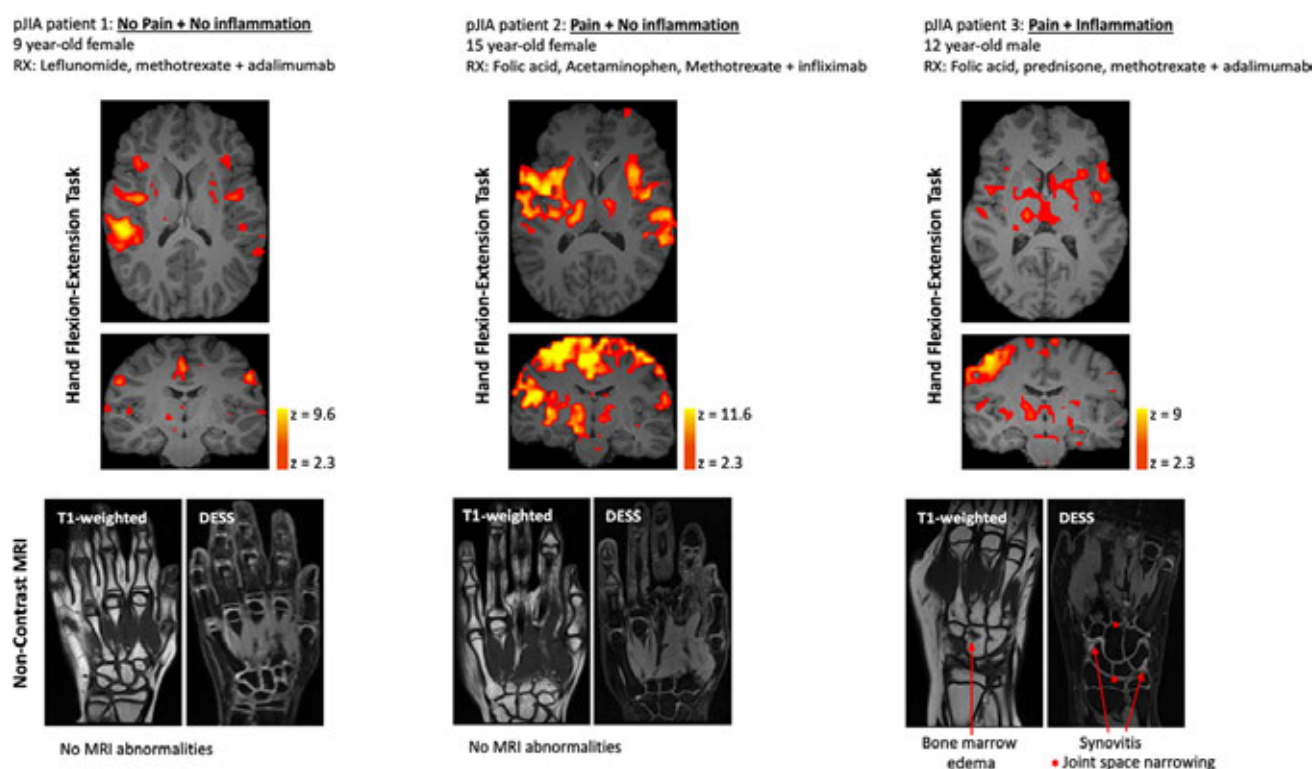 pJIA patient 1: No Pain + No inflammation
9 year-old female
RX: Leflunomide, methotrexate + adalimumab
pJIA patient 2: Pain + No inflammation
15 year-old female
RX: Folic acid, Acetaminophen, Methotrexate + infliximab
pJIA patient 3: Pain + Inflammation
12 year-old male
RX: Folic acid, prednisone, methotrexate + adalimumab
Hand Flexion-Extension Task
z = 9.6
z = 2.3
Hand Flexion-Extension Task
z = 11.6
z = 2.3
Hand Flexion-Extension Task
z = 9
z = 2.3
Non-Contrast MRI
T1-weighted
DESS
No MRI abnormalities
T1-weighted
DESS
No MRI abnormalities
T1-weighted
DESS
Bone marrow
edema
Synovitis
Joint space narrowing